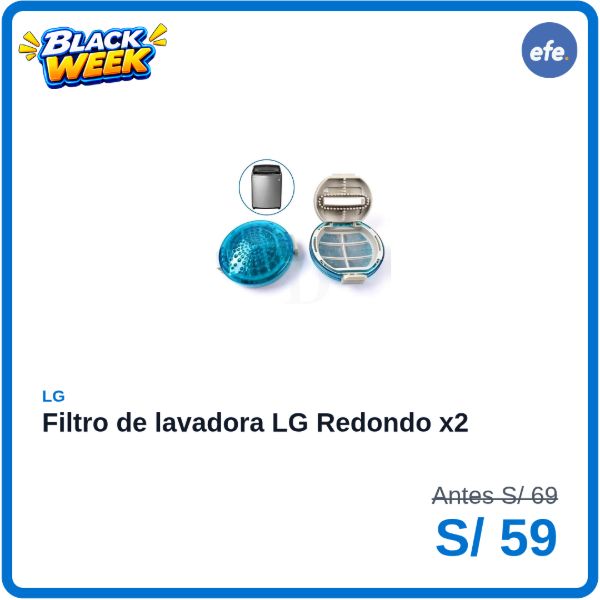 BLACK
WEEK
efe.
LG
Filtro de lavadora LG Redondo x2
Antes S/ 69
S/ 59